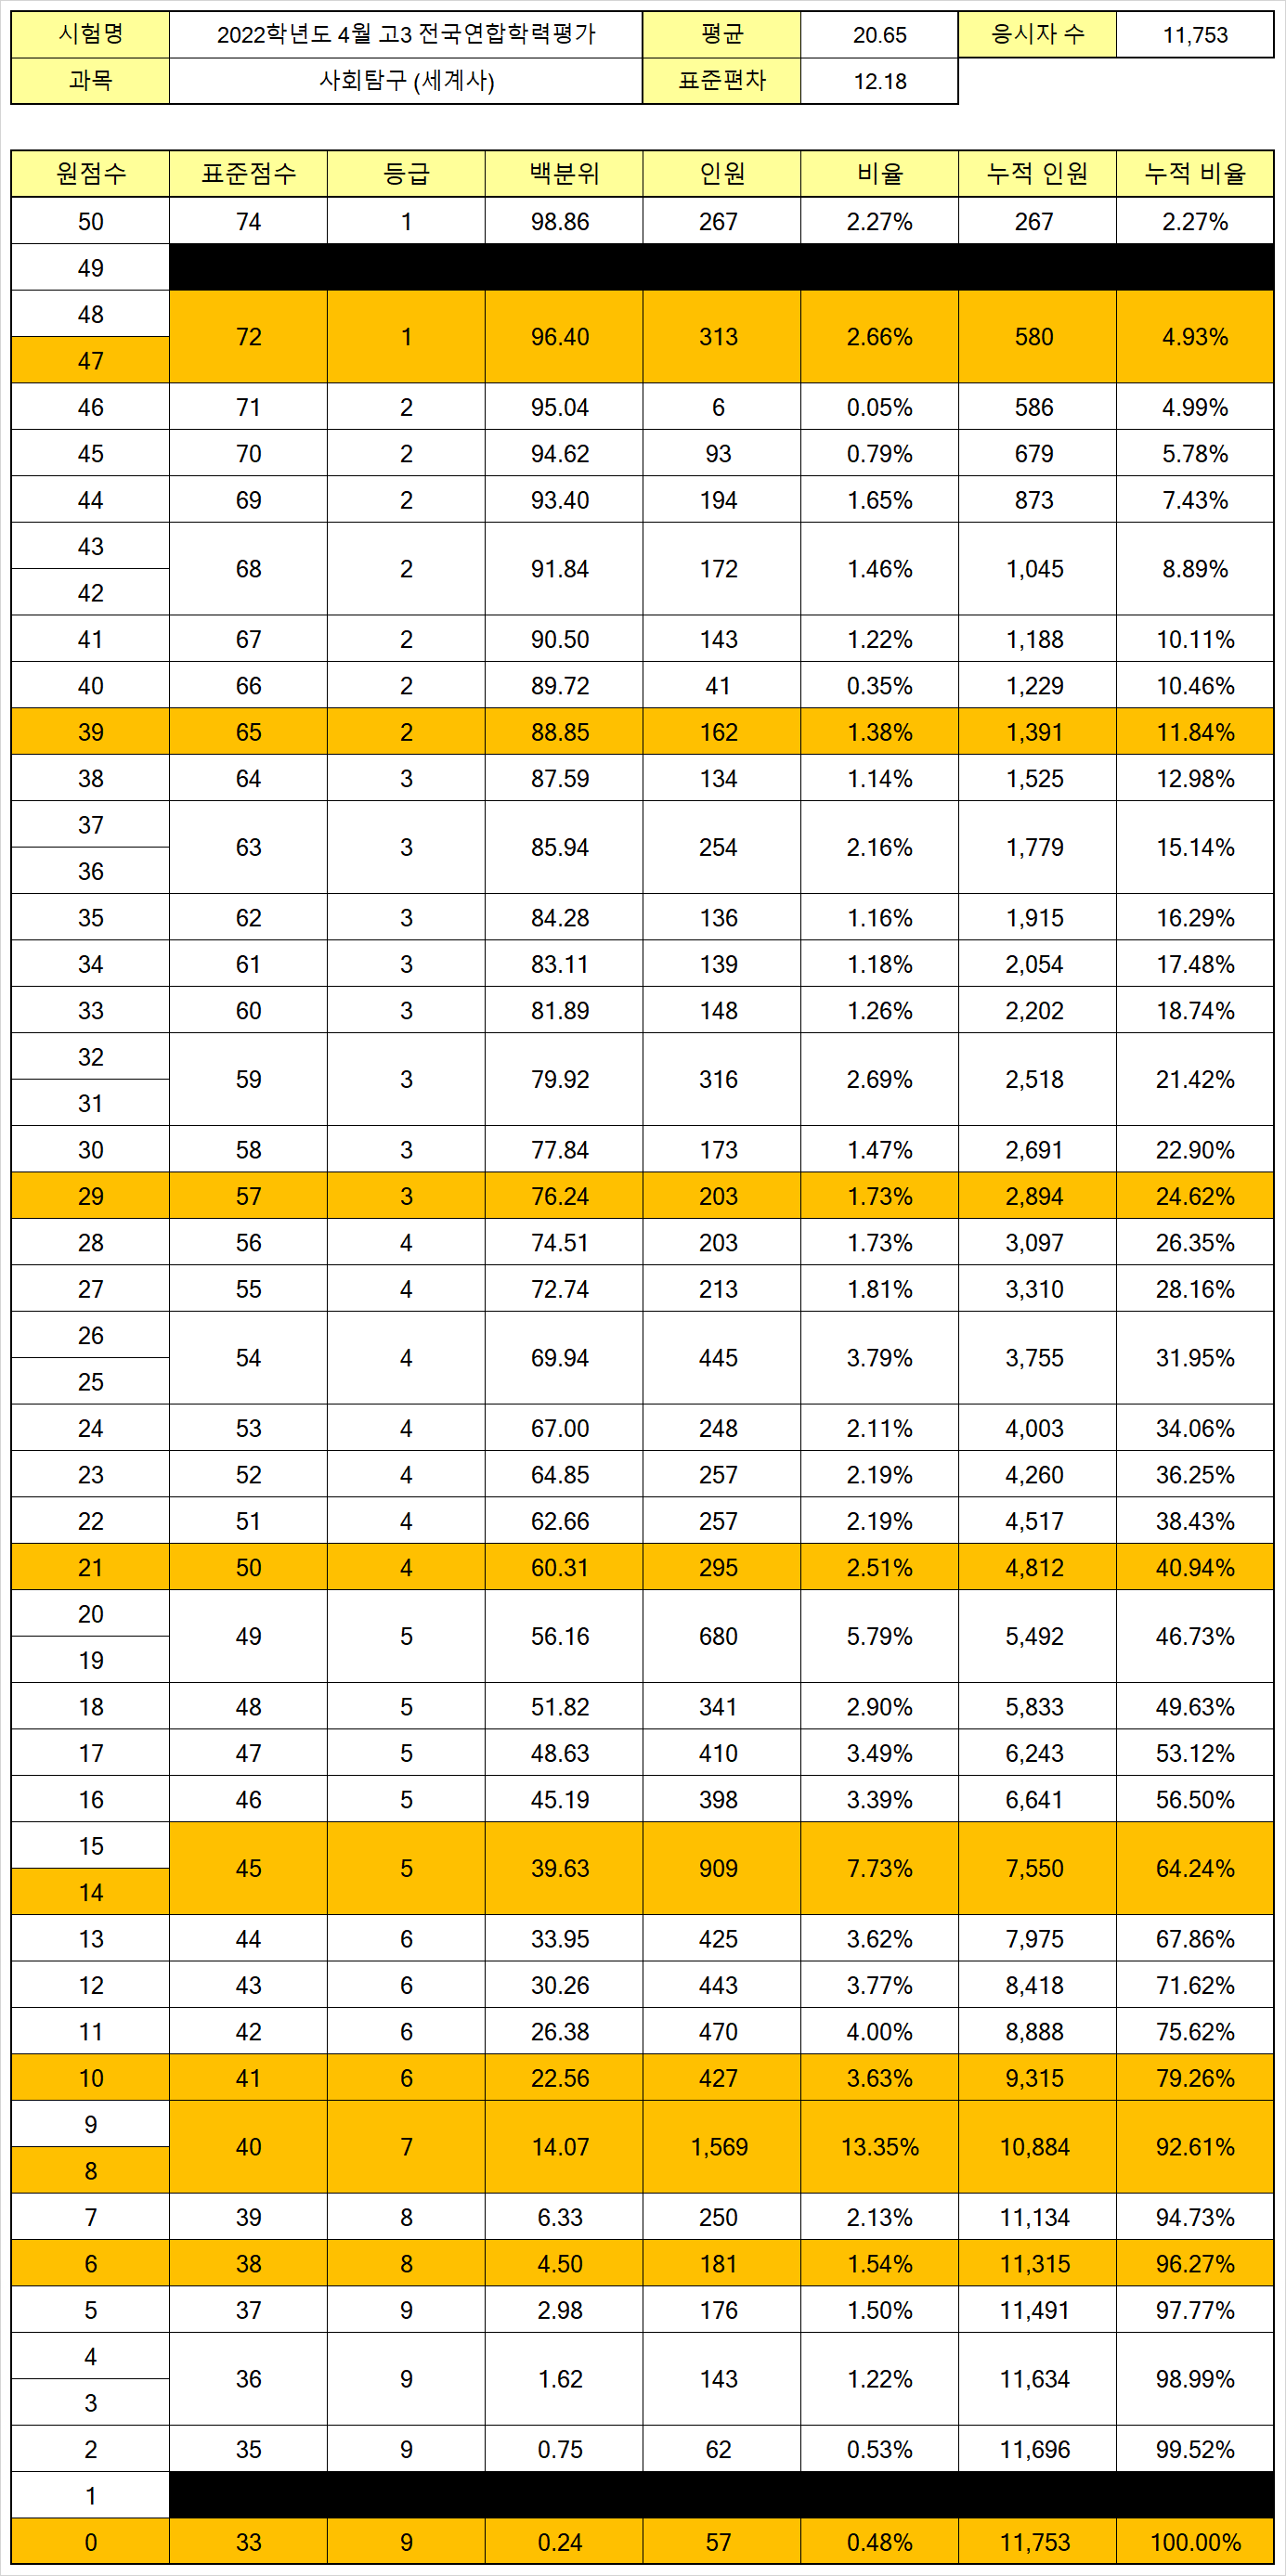 시험명 2022학년도 4월 고3 전국연합학력평가 평균 20.65 응시자 수 11,753
과목 사회탐구 (세계사) 표준편차 12.18
원점수 표준점수 등급 백분위 인원 비율 누적 인원 누적 비율
50 74 1 98.86 267 2.27% 267 2.27%
49
48
72 1 96.40 313 2.66% 580 4.93%
47
46 71 2 95.04 6 0.05% 586 4.99%
45 70 2 94.62 93 0.79% 679 5.78%
44 69 2 93.40 194 1.65% 873 7.43%
43
68 2 91.84 172 1.46% 1,045 8.89%
42
41 67 2 90.50 143 1.22% 1,188 10.11%
40 66 2 89.72 41 0.35% 1,229 10.46%
39 65 2 88.85 162 1.38% 1,391 11.84%
38 64 3 87.59 134 1.14% 1,525 12.98%
37
63 3 85.94 254 2.16% 1,779 15.14%
36
35 62 3 84.28 136 1.16% 1,915 16.29%
34 61 3 83.11 139 1.18% 2,054 17.48%
33 60 3 81.89 148 1.26% 2,202 18.74%
32
59 3 79.92 316 2.69% 2,518 21.42%
31
30 58 3 77.84 173 1.47% 2,691 22.90%
29 57 3 76.24 203 1.73% 2,894 24.62%
28 56 4 74.51 203 1.73% 3,097 26.35%
27 55 4 72.74 213 1.81% 3,310 28.16%
26
54 4 69.94 445 3.79% 3,755 31.95%
25
24 53 4 67.00 248 2.11% 4,003 34.06%
23 52 4 64.85 257 2.19% 4,260 36.25%
22 51 4 62.66 257 2.19% 4,517 38.43%
21 50 4 60.31 295 2.51% 4,812 40.94%
20
49 5 56.16 680 5.79% 5,492 46.73%
19
18 48 5 51.82 341 2.90% 5,833 49.63%
17 47 5 48.63 410 3.49% 6,243 53.12%
16 46 5 45.19 398 3.39% 6,641 56.50%
15
45 5 39.63 909 7.73% 7,550 64.24%
14
13 44 6 33.95 425 3.62% 7,975 67.86%
12 43 6 30.26 443 3.77% 8,418 71.62%
11 42 6 26.38 470 4.00% 8,888 75.62%
10 41 6 22.56 427 3.63% 9,315 79.26%
9
40 7 14.07 1,569 13.35% 10,884 92.61%
8
7 39 8 6.33 250 2.13% 11,134 94.73%
6 38 8 4.50 181 1.54% 11,315 96.27%
5 37 9 2.98 176 1.50% 11,491 97.77%
4
36 9 1.62 143 1.22% 11,634 98.99%
3
2 35 9 0.75 62 0.53% 11,696 99.52%
1
0 33 9 0.24 57 0.48% 11,753 100.00%